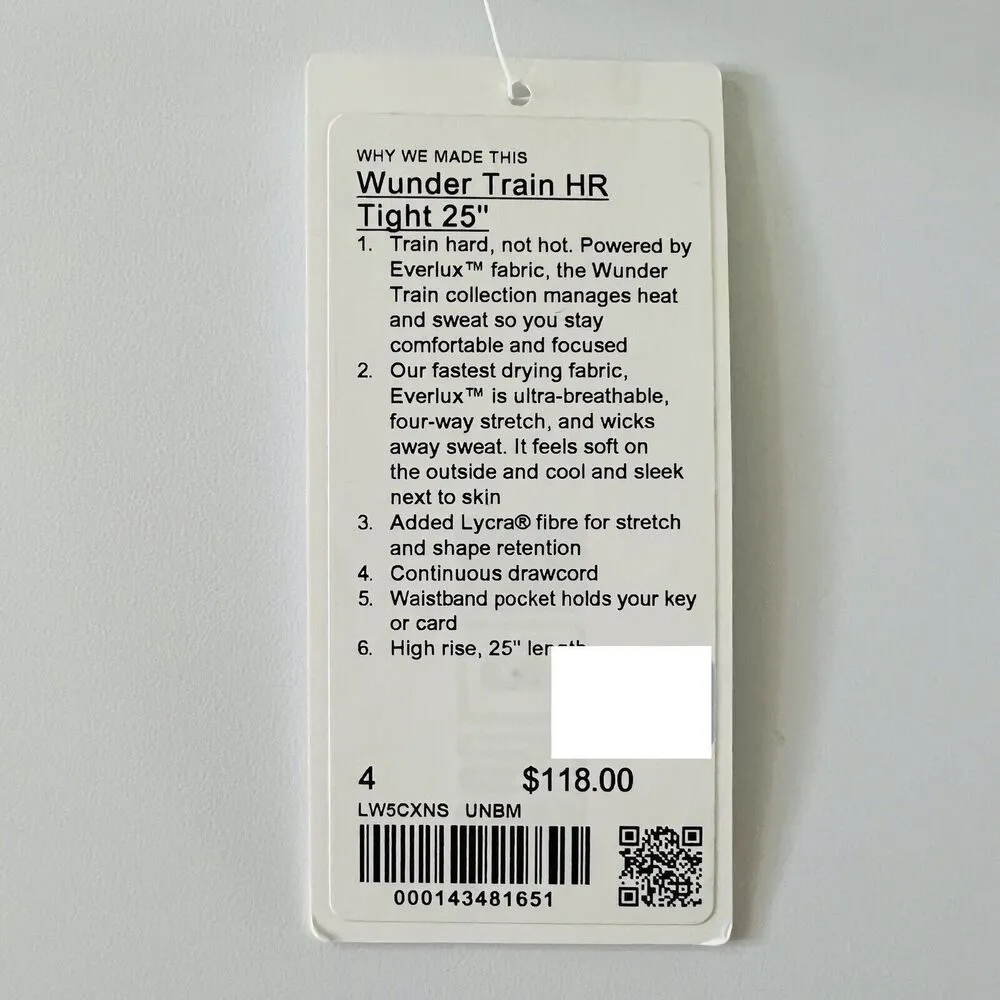 WHY WE MADE THIS
Wunder Train HR
Tight 25"
1. Train hard, not hot. Powered by
Everlux™ fabric, the Wunder
Train collection manages heat
and sweat so you stay
comfortable and focused
2. Our fastest drying fabric,
Everlux™ is ultra-breathable,
four-way stretch, and wicks
away sweat. It feels soft on
the outside and cool and sleek
next to skin
3. Added Lycra® fibre for stretch
and shape retention
4. Continuous drawcord
5. Waistband pocket holds your key
or card
6. High rise, 25" length
4 $118.00
LW5CXNS UNBM
000143481651